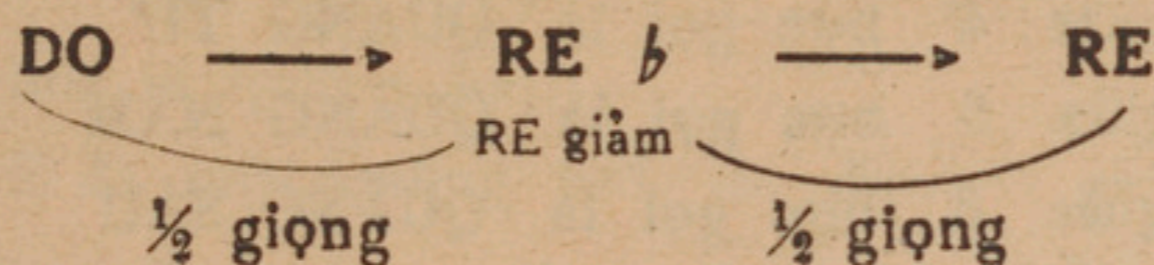 DO → RE ♭ → RE
RE giảm
½ giọng ½ giọng